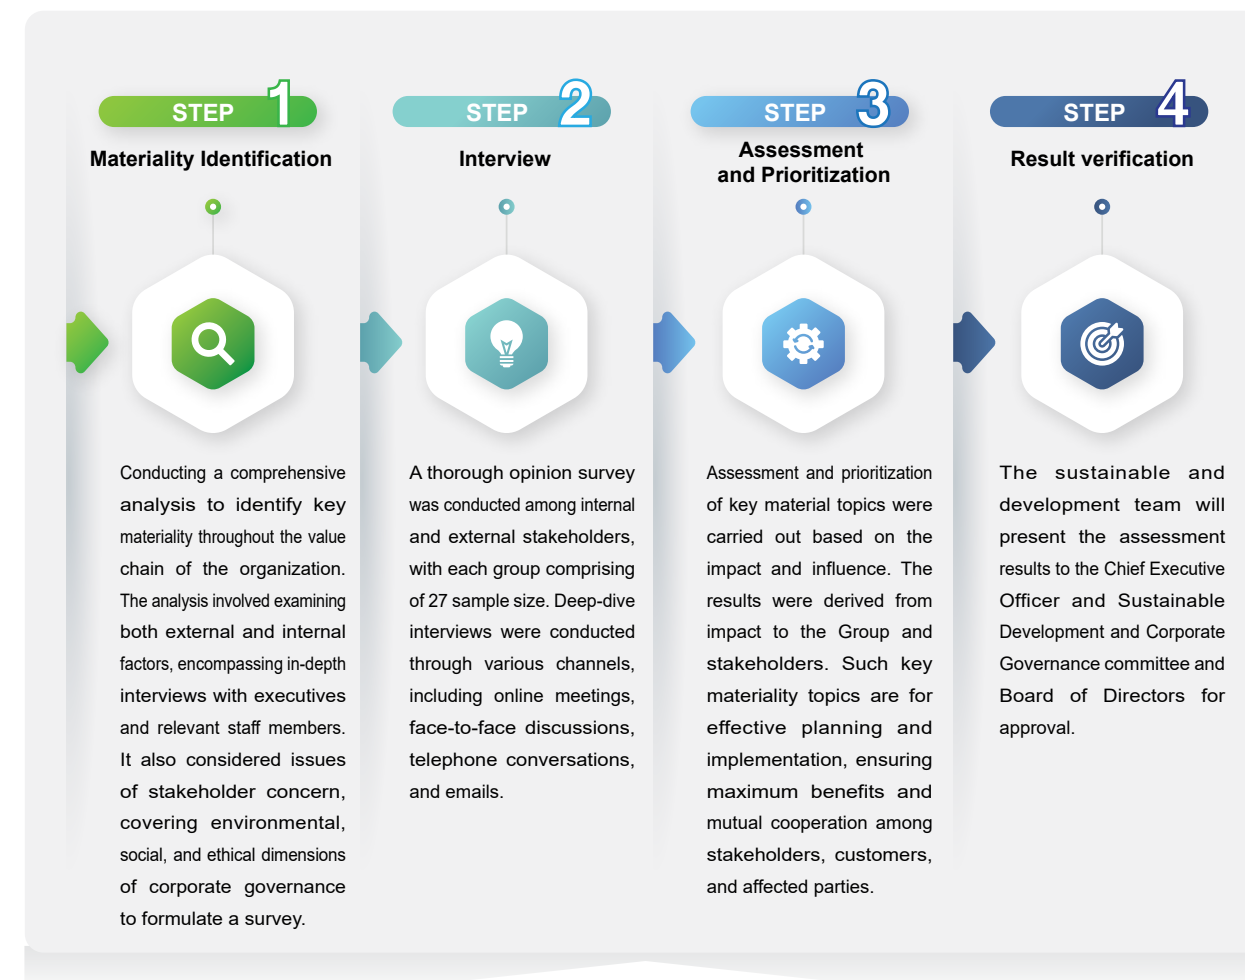 STEP 1
Materiality Identification
Conducting a comprehensive
analysis to identify key
materiality throughout the value
chain of the organization.
The analysis involved examining
both external and internal
factors, encompassing in-depth
interviews with executives
and relevant staff members.
It also considered issues
of stakeholder concern,
covering environmental,
social, and ethical dimensions
of corporate governance
to formulate a survey.
STEP 2
Interview
A thorough opinion survey
was conducted among internal
and external stakeholders,
with each group comprising
of 27 sample size. Deep-dive
interviews were conducted
through various channels,
including online meetings,
face-to-face discussions,
telephone conversations,
and emails.
STEP 3
Assessment
and Prioritization
Assessment and prioritization
of key material topics were
carried out based on the
impact and influence. The
results were derived from
impact to the Group and
stakeholders. Such key
materiality topics are for
effective planning and
implementation, ensuring
maximum benefits and
mutual cooperation among
stakeholders, customers,
and affected parties.
STEP 4
Result verification
The sustainable and
development team will
present the assessment
results to the Chief Executive
Officer and Sustainable
Development and Corporate
Governance committee and
Board of Directors for
approval.